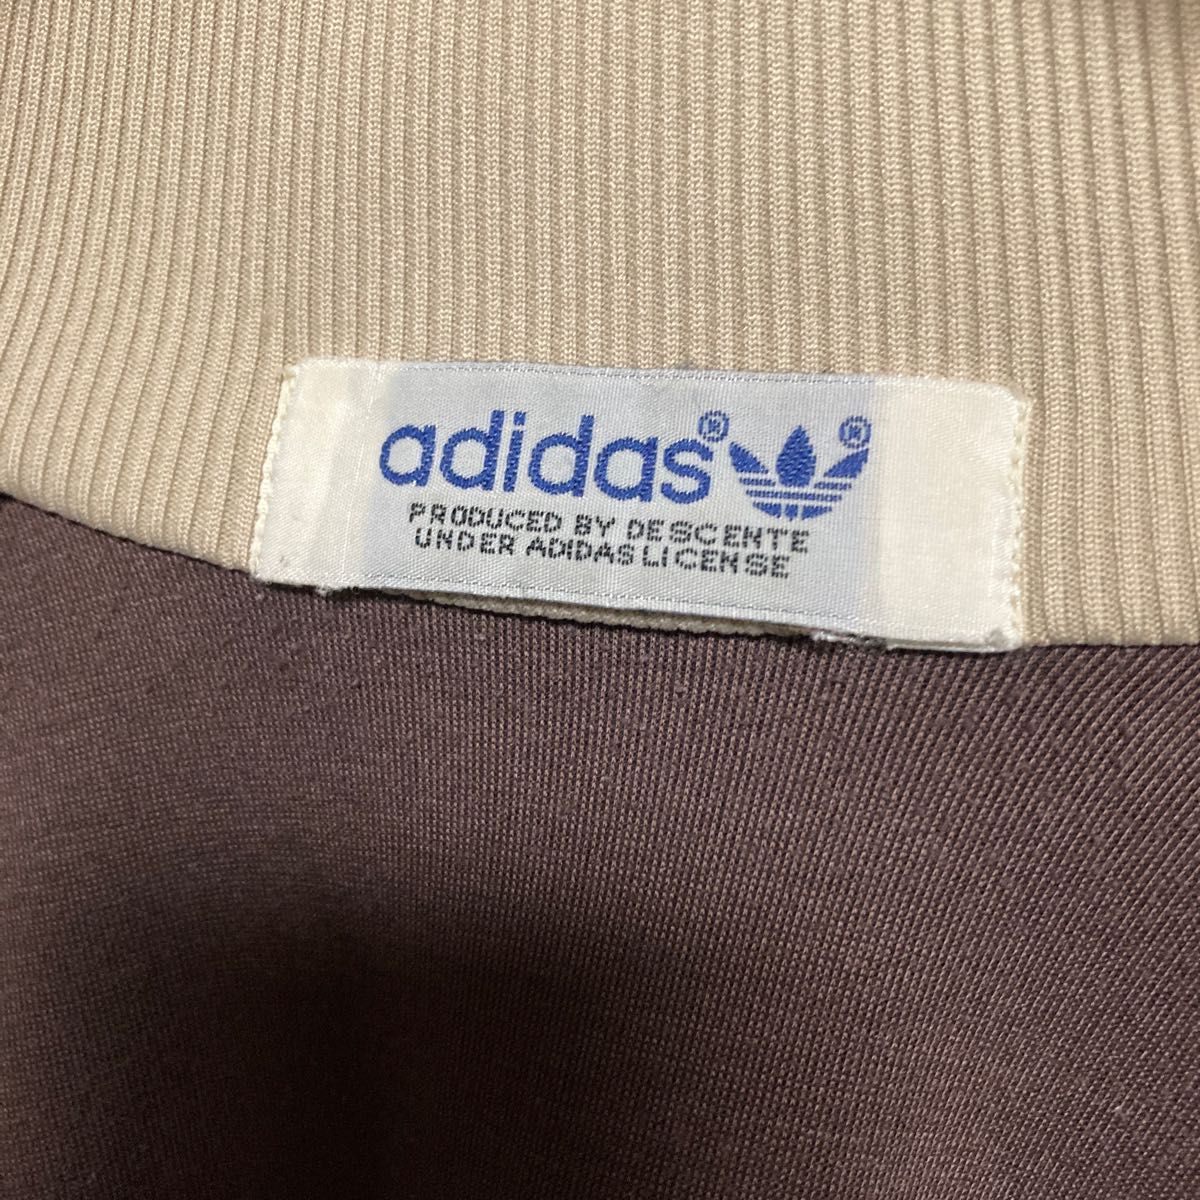 adidas®®
PRODUCED BY DESCENTE
UNDER ADIDAS LICENSE